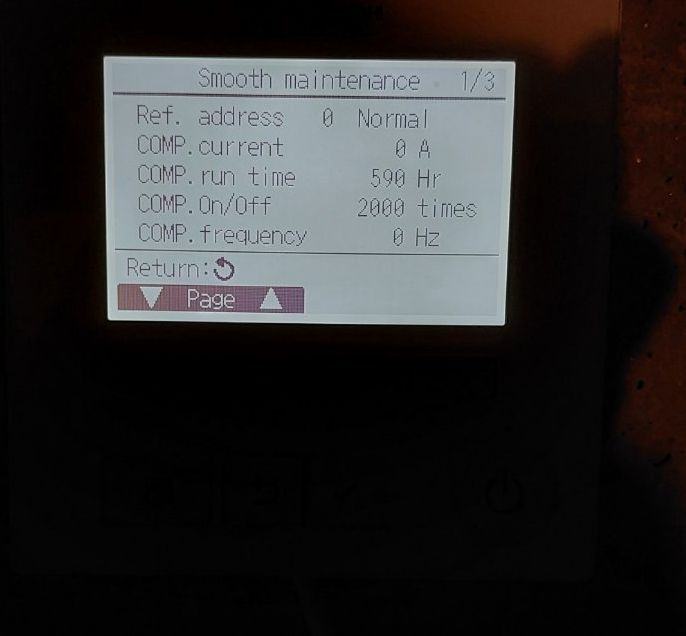 Smooth maintenance 1/3
Ref. address 0 Normal
COMP.current 0 A
COMP.run time 590 Hr
COMP.On/Off 2000 times
COMP.frequency 0 Hz
Return:
▼ Page ▲